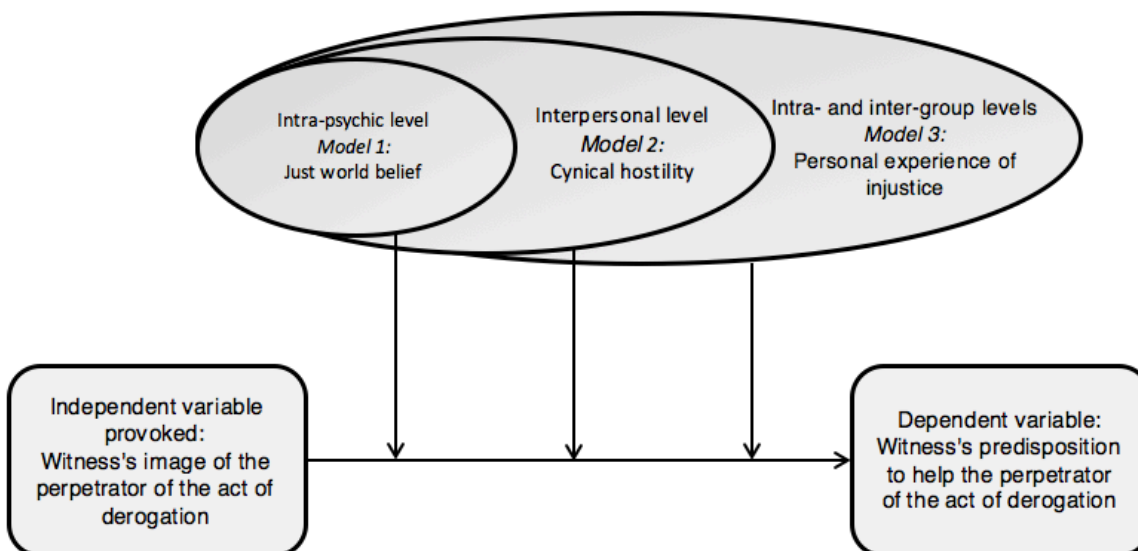 Intra-psychic level
Model 1:
Just world belief
Interpersonal level
Model 2:
Cynical hostility
Intra- and inter-group levels
Model 3:
Personal experience of
injustice
Independent variable
provoked:
Witness's image of the
perpetrator of the act of
derogation
Dependent variable:
Witness's predisposition
to help the perpetrator
of the act of derogation